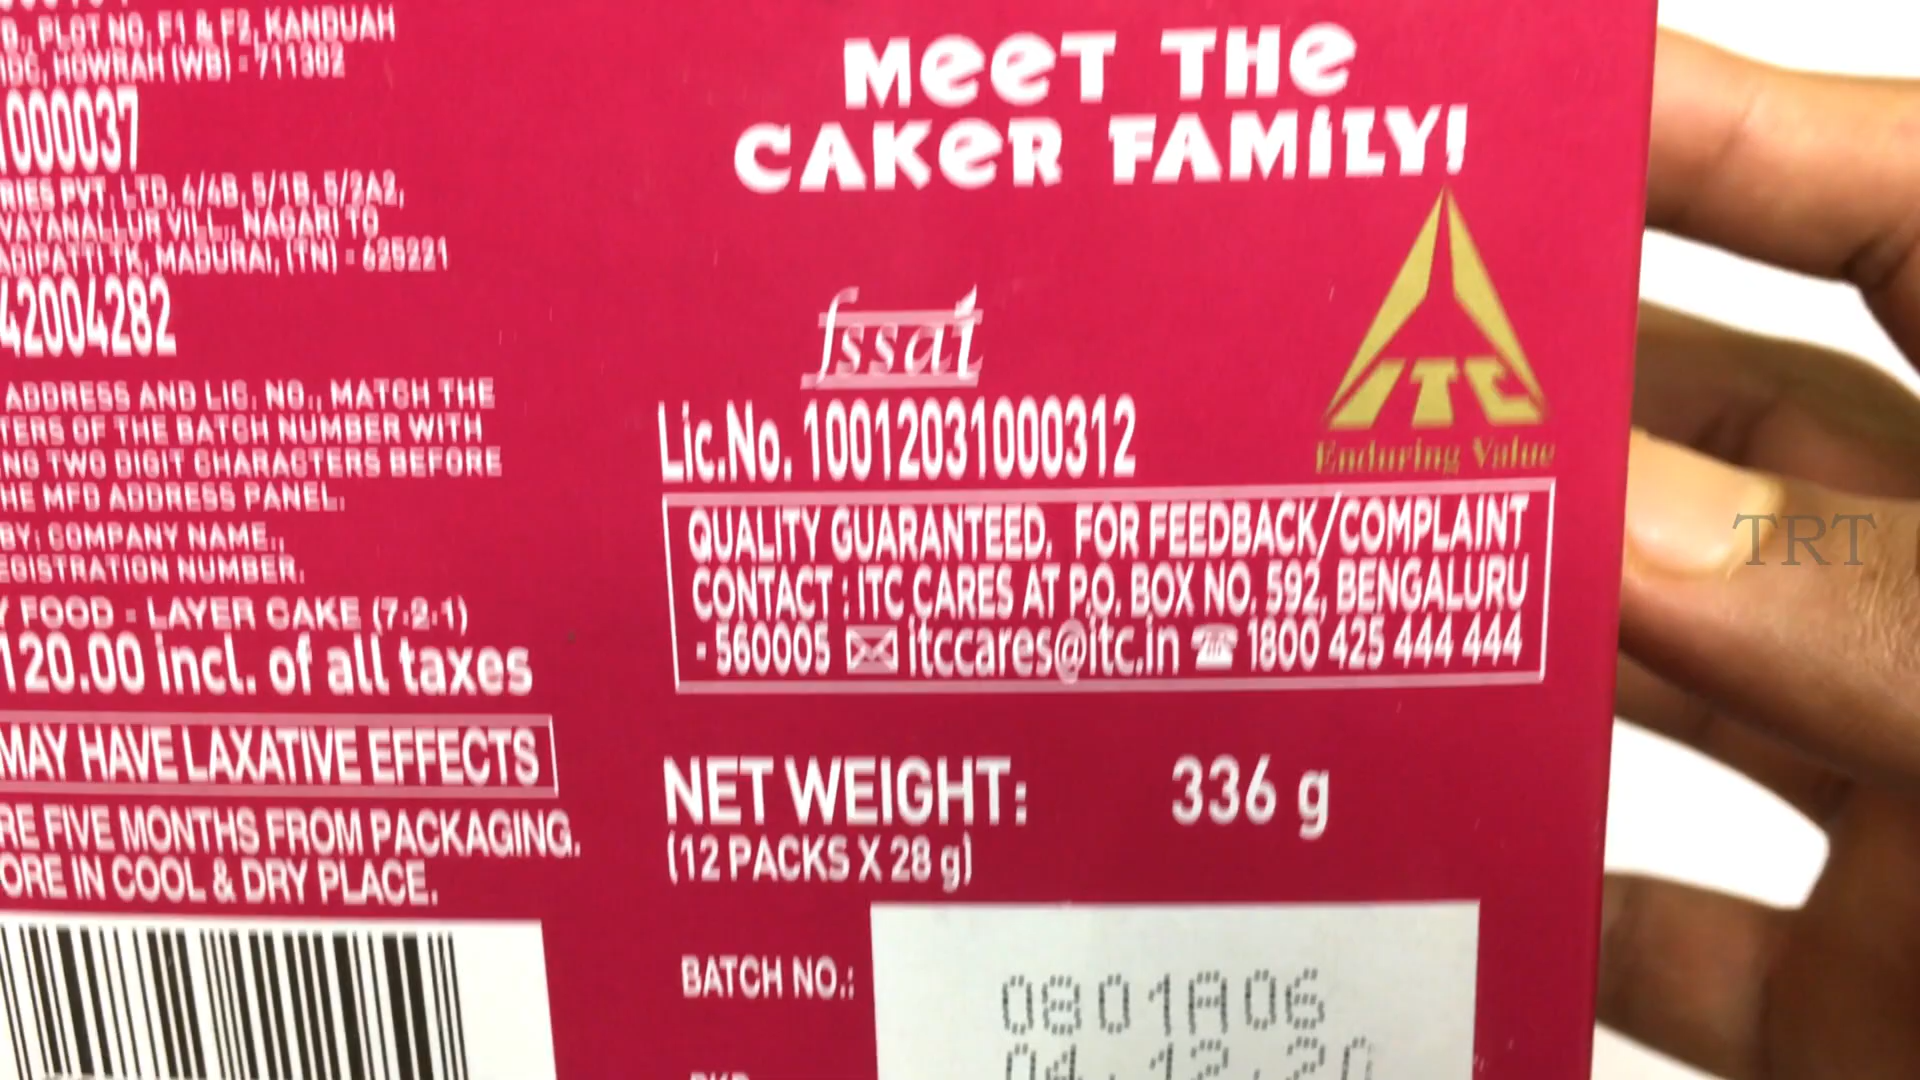 D., PLOT NO. F1 & F2, KANDUAH
IDC, HOWRAH (WB) - 711302
1000037
RIES PVT. LTD, 4/4B, 5/1B, 5/2A2,
VAYANALLUR VILL., NAGARI TO
ADIPATTI TK, MADURAI, (TN) - 625221
42004282
ADDRESS AND LIC. NO., MATCH THE
TERS OF THE BATCH NUMBER WITH
NG TWO DIGIT CHARACTERS BEFORE
HE MFD ADDRESS PANEL.
BY: COMPANY NAME:,
EGISTRATION NUMBER.
Y FOOD - LAYER CAKE (7.2.1)
120.00 incl. of all taxes
MAY HAVE LAXATIVE EFFECTS
RE FIVE MONTHS FROM PACKAGING.
ORE IN COOL & DRY PLACE.
MEET THE
CAKER FAMILY!
fssai
Lic.No. 10012031000312
ITC
Enduring Value
QUALITY GUARANTEED. FOR FEEDBACK/COMPLAINT
CONTACT : ITC CARES AT P.O. BOX NO. 592, BENGALURU
- 560005 itccares@itc.in 1800 425 444 444
NET WEIGHT: 336 g
(12 PACKS X 28 g)
BATCH NO.:
0801A06
04.12.20
TRT